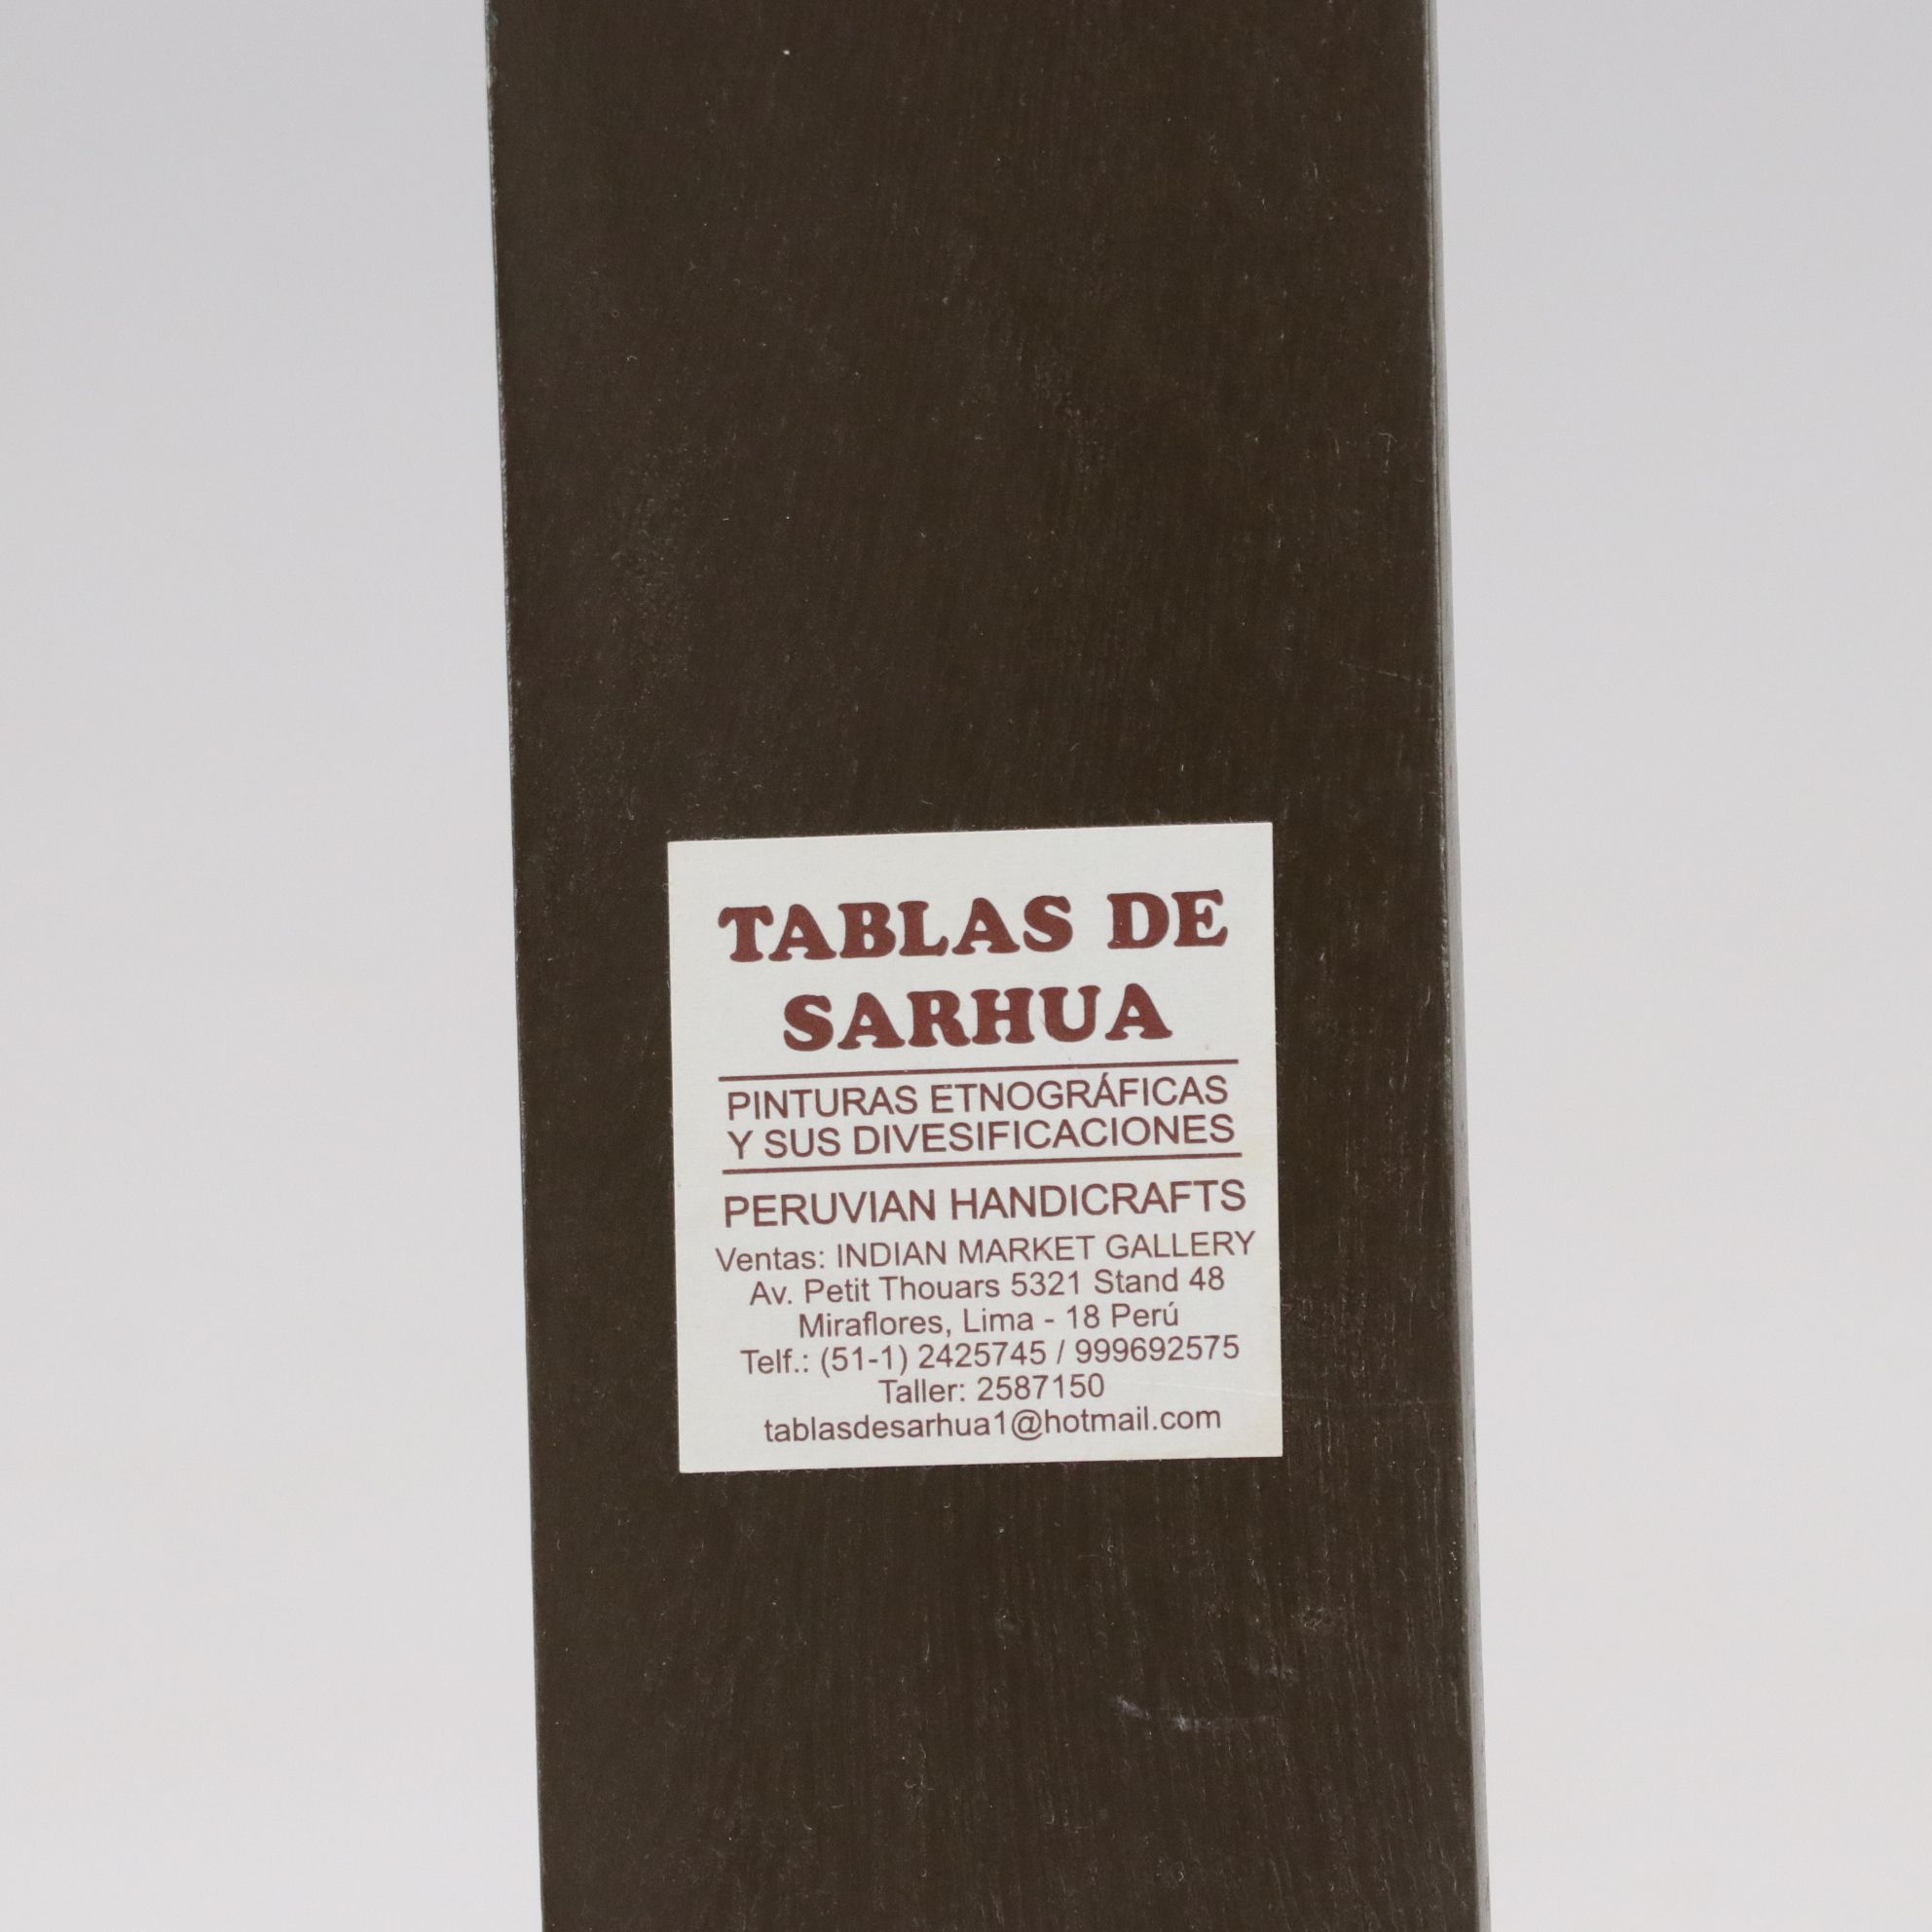 TABLAS DE
SARHUA
PINTURAS ETNOGRÁFICAS
Y SUS DIVESIFICACIONES
PERUVIAN HANDICRAFTS
Ventas: INDIAN MARKET GALLERY
Av. Petit Thouars 5321 Stand 48
Miraflores, Lima - 18 Perú
Telf.: (51-1) 2425745 / 999692575
Taller: 2587150
tablasdesarhua1@hotmail.com